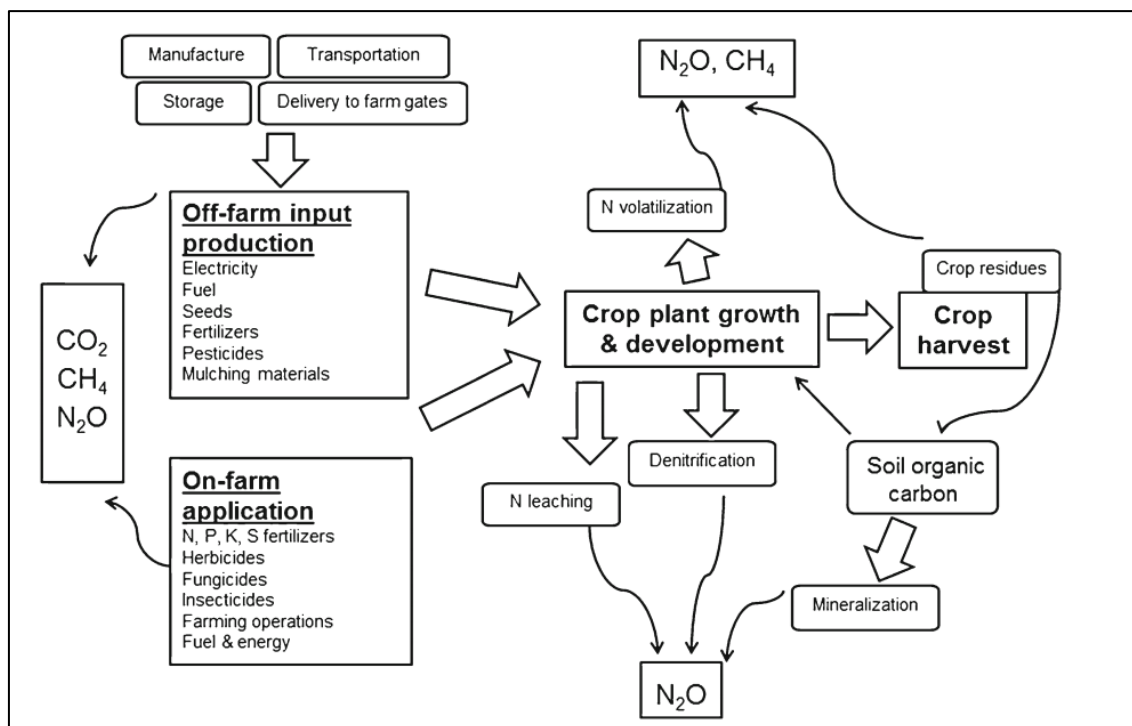 Manufacture
Transportation
Storage
Delivery to farm gates
Off-farm input
production
Electricity
Fuel
Seeds
Fertilizers
Pesticides
Mulching materials
CO₂
CH₄
N₂O
On-farm
application
N, P, K, S fertilizers
Herbicides
Fungicides
Insecticides
Farming operations
Fuel & energy
N₂O, CH₄
N volatilization
Crop plant growth
& development
Crop residues
Crop
harvest
Denitrification
N leaching
Soil organic
carbon
Mineralization
N₂O